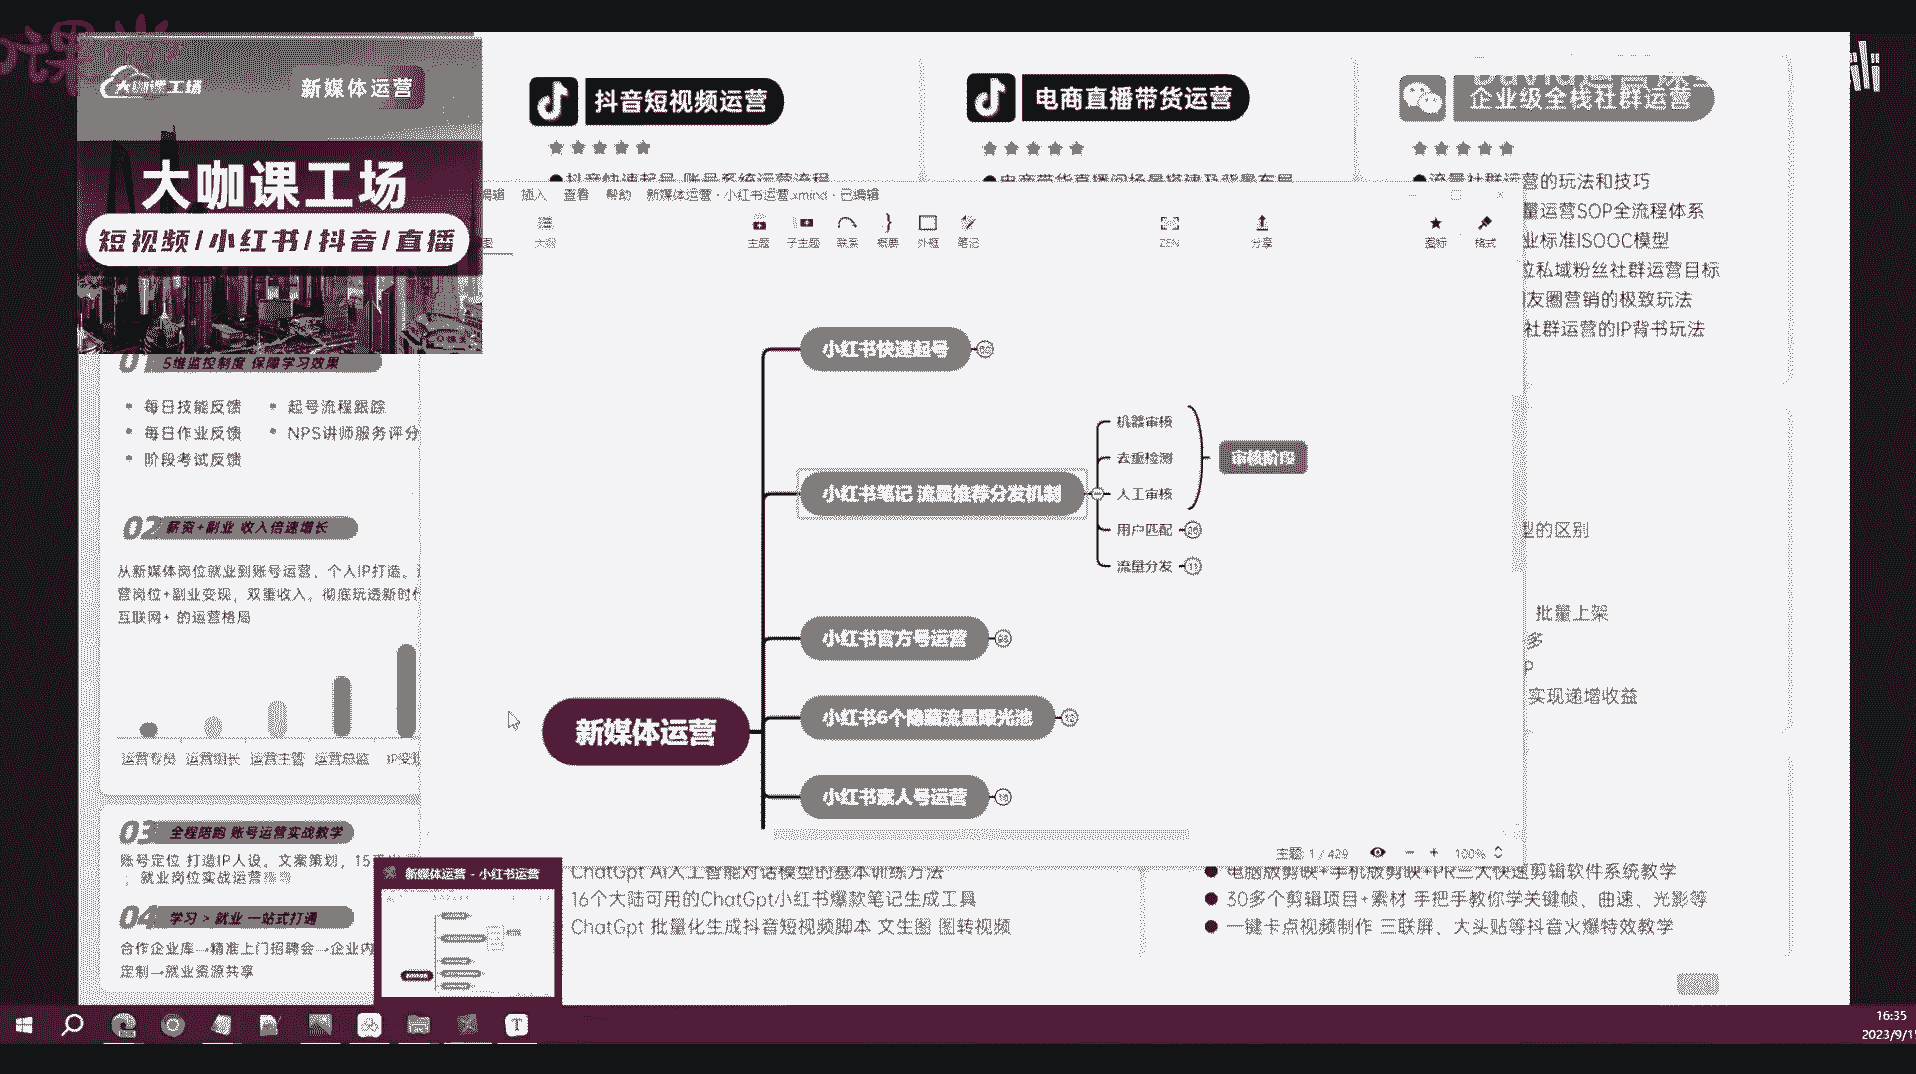 大咖课工场
新媒体运营
大咖课工场
短视频/小红书/抖音/直播
抖音短视频运营
电商直播带货运营
企业级全栈社群运营
流量社群运营的玩法和技巧
量运营SOP全流程体系
业标准ISOOC模型
位私域粉丝社群运营目标
友圈营销的极致玩法
社群运营的IP背书玩法
编辑 插入 查看 帮助 新媒体运营 - 小红书运营.xmind - 已编辑
大纲 主题 子主题 联系 概要 外框 笔记 ZEN 分享 图标 格式
小红书快速起号
小红书笔记 流量推荐分发机制
机器审核
去重检测
人工审核
审核阶段
用户匹配 26
流量分发 11
小红书官方号运营
小红书6个隐藏流量曝光池
小红书素人号运营
新媒体运营
主题: 1 / 429
100%
01 5维监控制度 保障学习效果
每日技能反馈 起号流程跟踪
每日作业反馈 NPS讲师服务评分
阶段考试反馈
02 薪资+副业 收入倍速增长
从新媒体岗位就业到账号运营、个人IP打造。
营岗位+副业变现，双重收入。彻底玩透新时代
互联网+ 的运营格局
运营专员 运营组长 运营主管 运营总监 IP变现
03 全程陪跑 账号运营实战教学
账号定位 打造IP人设。文案策划，15
就业岗位实战运营
04 学习 > 就业 一站式打通
合作企业库→精准上门招聘会→企业内
定制→就业资源共享
型的区别
批量上架
多
实现递增收益
新媒体运营 - 小红书运营
ChatGpt AI人工智能对话模型的基本训练方法
16个大陆可用的ChatGpt小红书爆款笔记生成工具
ChatGpt 批量化生成抖音短视频脚本 文生图 图转视频
电脑版剪映+手机版剪映+PR三大快速剪辑软件系统教学
30多个剪辑项目+素材 手把手教你学关键帧、曲速、光影等
一键卡点视频制作 三联屏、大头贴等抖音火爆特效教学
16:35
2023/9/1